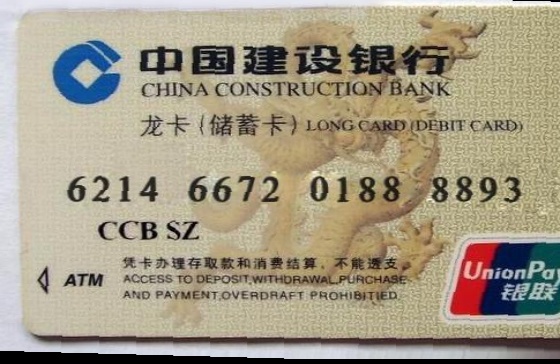 中国建设银行
CHINA CONSTRUCTION BANK
龙卡(储蓄卡) LONG CARD (DEBIT CARD)
6214 6672 0188 8893
CCB SZ
凭卡办理存取款和消费结算，不能透支。
ATM ACCESS TO DEPOSIT,WITHDRAWAL,PURCHASE
AND PAYMENT,OVERDRAFT PROHIBITIED.
UnionPay
银联